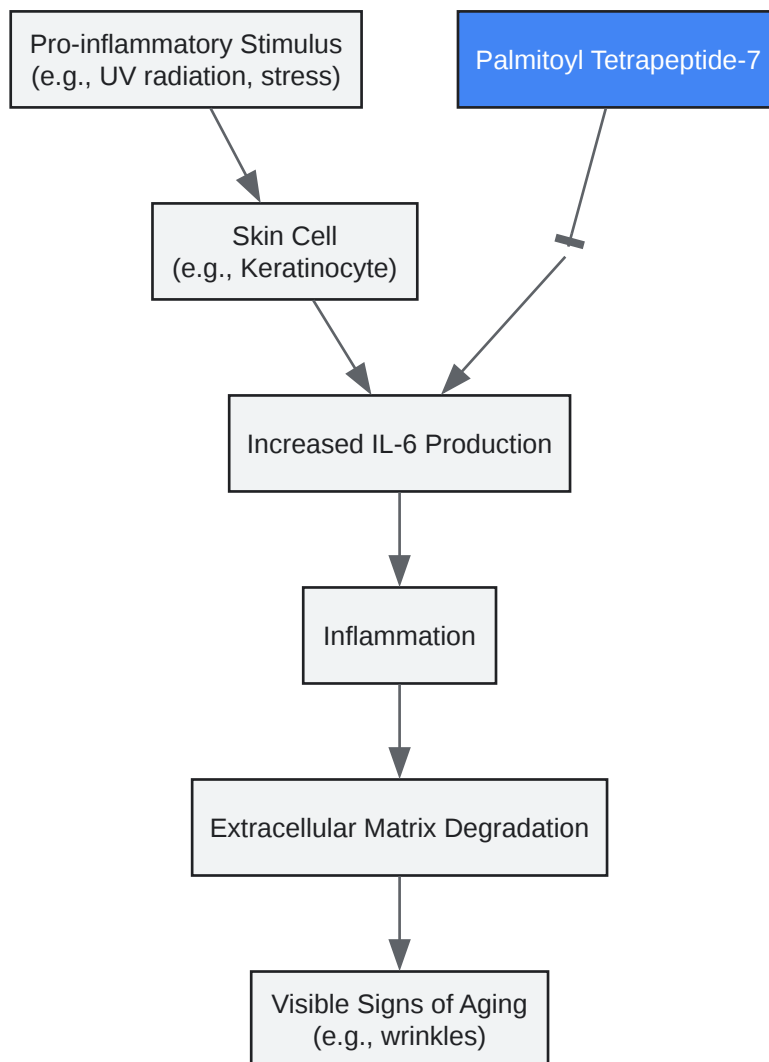 Pro-inflammatory Stimulus
(e.g., UV radiation, stress)
Palmitoyl Tetrapeptide-7
Skin Cell
(e.g., Keratinocyte)
Increased IL-6 Production
Inflammation
Extracellular Matrix Degradation
Visible Signs of Aging
(e.g., wrinkles)